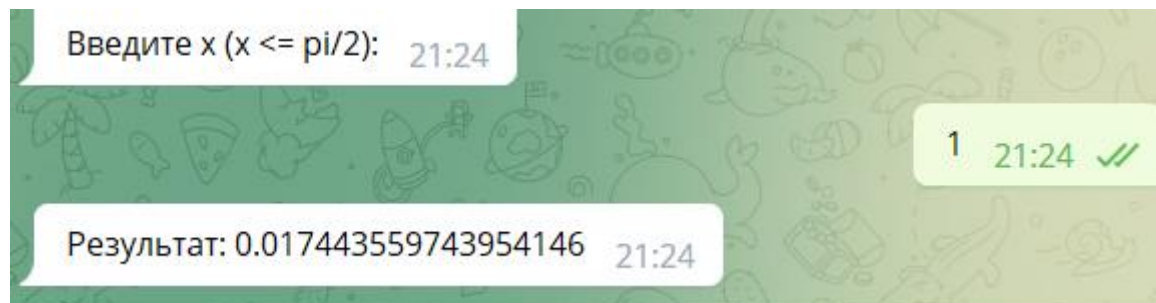 Введите x (x <= pi/2): 21:24
1 21:24
Результат: 0.017443559743954146 21:24